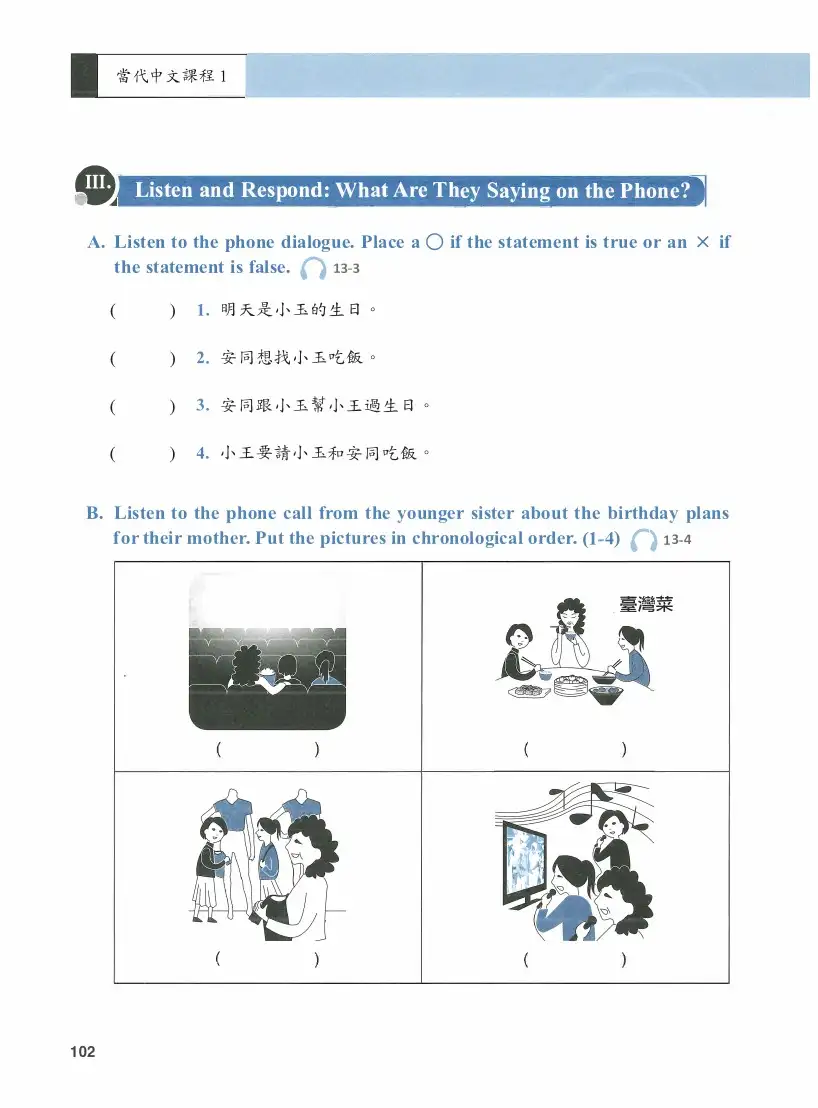 當代中文課程 1
III. Listen and Respond: What Are They Saying on the Phone?
A. Listen to the phone dialogue. Place a ○ if the statement is true or an × if
the statement is false. 13-3
( ) 1. 明天是小玉的生日。
( ) 2. 安同想找小玉吃飯。
( ) 3. 安同跟小玉幫小王過生日。
( ) 4. 小王要請小玉和安同吃飯。
B. Listen to the phone call from the younger sister about the birthday plans
for their mother. Put the pictures in chronological order. (1-4) 13-4
臺灣菜
( ) ( )
( ) ( )
102